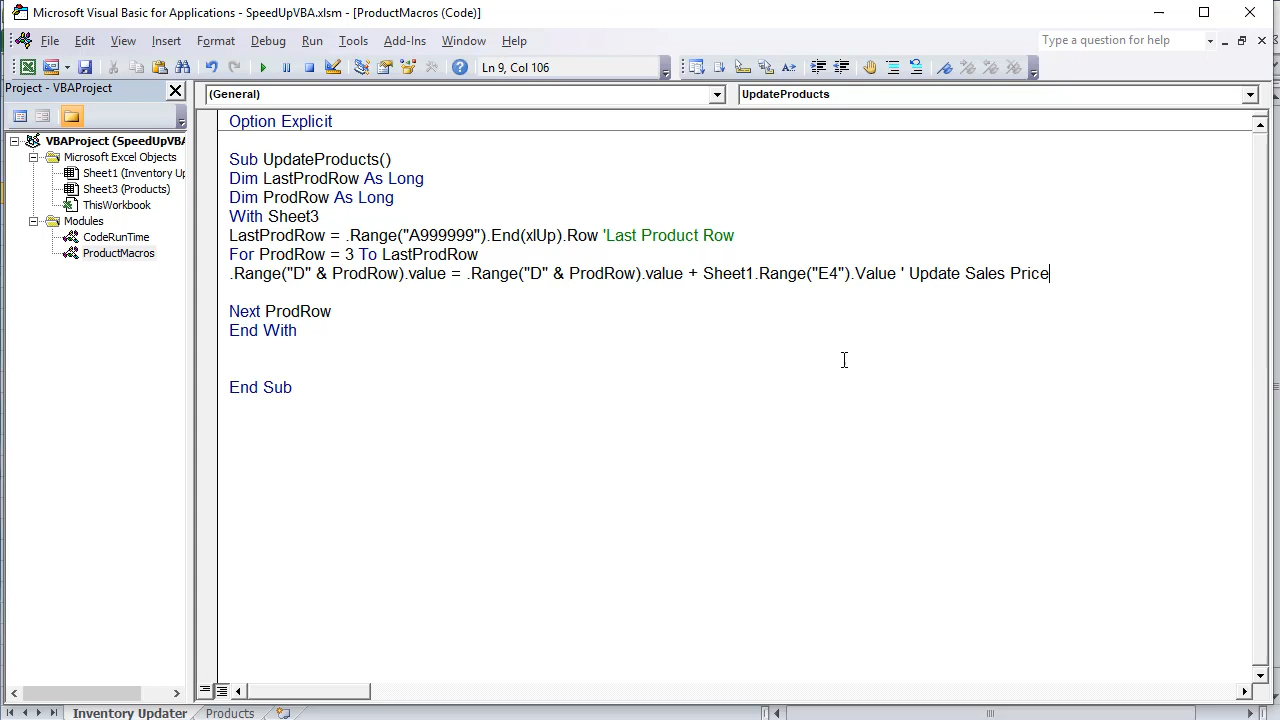 Microsoft Visual Basic for Applications - SpeedUpVBA.xlsm - [ProductMacros (Code)]
File Edit View Insert Format Debug Run Tools Add-Ins Window Help
Type a question for help
Ln 9, Col 106
Project - VBAProject
(General)
UpdateProducts
VBAProject (SpeedUpVBA
Microsoft Excel Objects
Sheet1 (Inventory Up
Sheet3 (Products)
ThisWorkbook
Modules
CodeRunTime
ProductMacros
Option Explicit
Sub UpdateProducts()
Dim LastProdRow As Long
Dim ProdRow As Long
With Sheet3
LastProdRow = .Range("A999999").End(xlUp).Row 'Last Product Row
For ProdRow = 3 To LastProdRow
.Range("D" & ProdRow).value = .Range("D" & ProdRow).value + Sheet1.Range("E4").Value ' Update Sales Price
Next ProdRow
End With
End Sub
Inventory Updater
Products